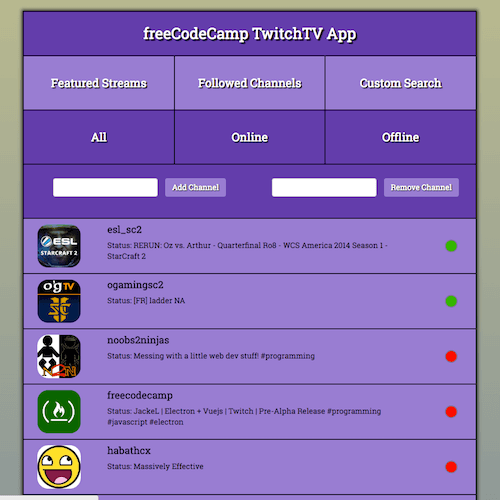 freeCodeCamp TwitchTV App
Featured Streams
Followed Channels
Custom Search
All
Online
Offline
Add Channel
Remove Channel
ESL
STARCRAFT 2
esl_sc2
Status: RERUN: Oz vs. Arthur - Quarterfinal Ro8 - WCS America 2014 Season 1 -
StarCraft 2
OG TV
ogamingsc2
Status: [FR] ladder NA
noobs2ninjas
Status: Messing with a little web dev stuff! #programming
freecodecamp
Status: JackeL | Electron + Vuejs | Twitch | Pre-Alpha Release #programming
#javascript #electron
habathcx
Status: Massively Effective